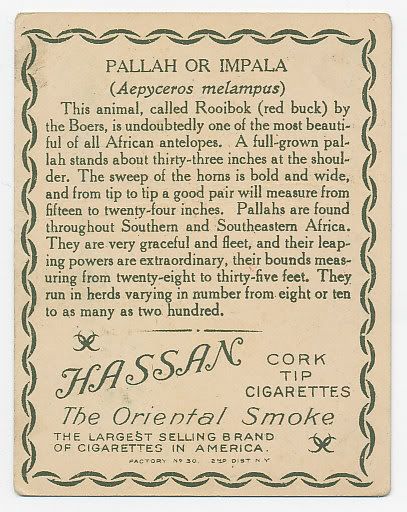 PALLAH OR IMPALA
(Aepyceros melampus)
This animal, called Rooibok (red buck) by
the Boers, is undoubtedly one of the most beauti-
ful of all African antelopes. A full-grown pal-
lah stands about thirty-three inches at the shoul-
der. The sweep of the horns is bold and wide,
and from tip to tip a good pair will measure from
fifteen to twenty-four inches. Pallahs are found
throughout Southern and Southeastern Africa.
They are very graceful and fleet, and their leap-
ing powers are extraordinary, their bounds meas-
uring from twenty-eight to thirty-five feet. They
run in herds varying in number from eight or ten
to as many as two hundred.
HASSAN
CORK
TIP
CIGARETTES
The Oriental Smoke
THE LARGEST SELLING BRAND
OF CIGARETTES IN AMERICA.
FACTORY No 30. 2ND DIST. N.Y.